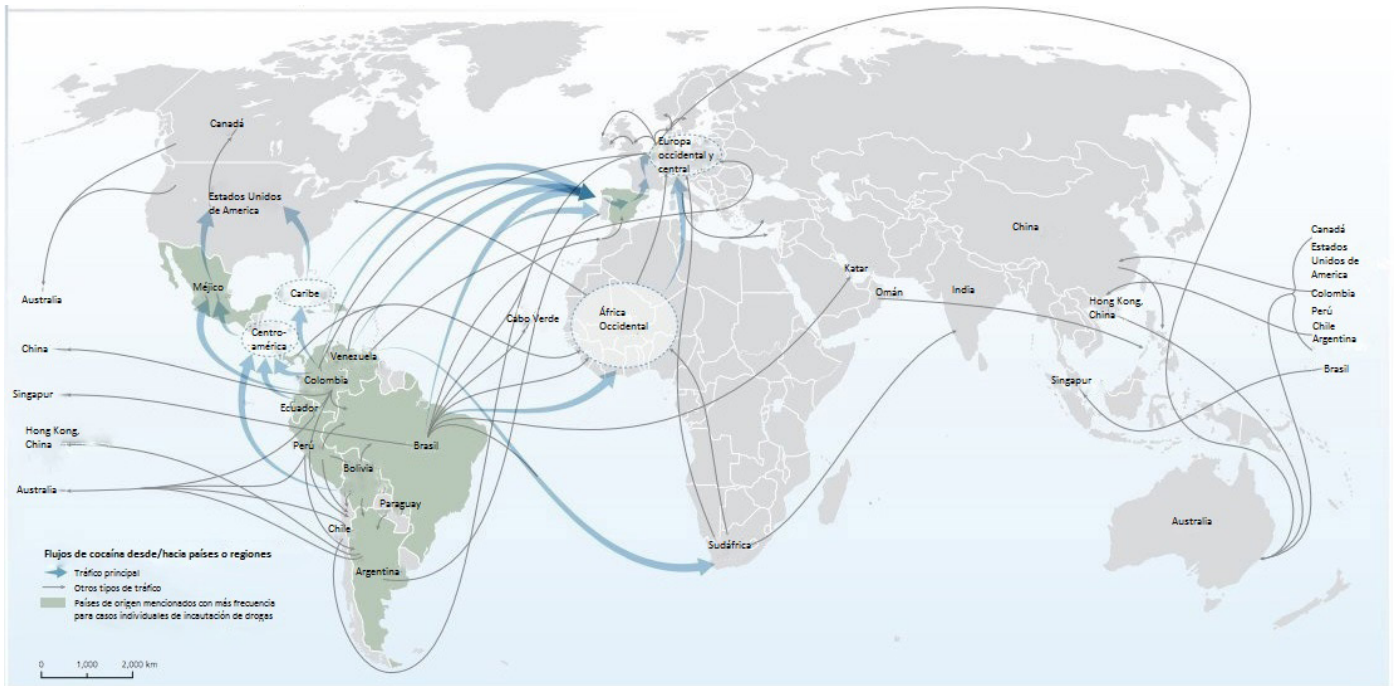 Canadá
Estados Unidos
de America
Méjico
Caribe
Centro-
américa
Australia
China
Singapur
Hong Kong,
China
Australia
Venezuela
Colombia
Ecuador
Perú
Brasil
Bolivia
Paraguay
Chile
Argentina
Europa
occidental y
central
Cabo Verde
África
Occidental
Sudáfrica
Katar
Omán
India
China
Hong Kong,
China
Singapur
Australia
Canadá
Estados
Unidos de
America
Colombia
Perú
Chile
Argentina
Brasil
Flujos de cocaína desde/hacia países o regiones
Tráfico principal
Otros tipos de tráfico
Países de origen mencionados con más frecuencia
para casos individuales de incautación de drogas
0 1,000 2,000 km